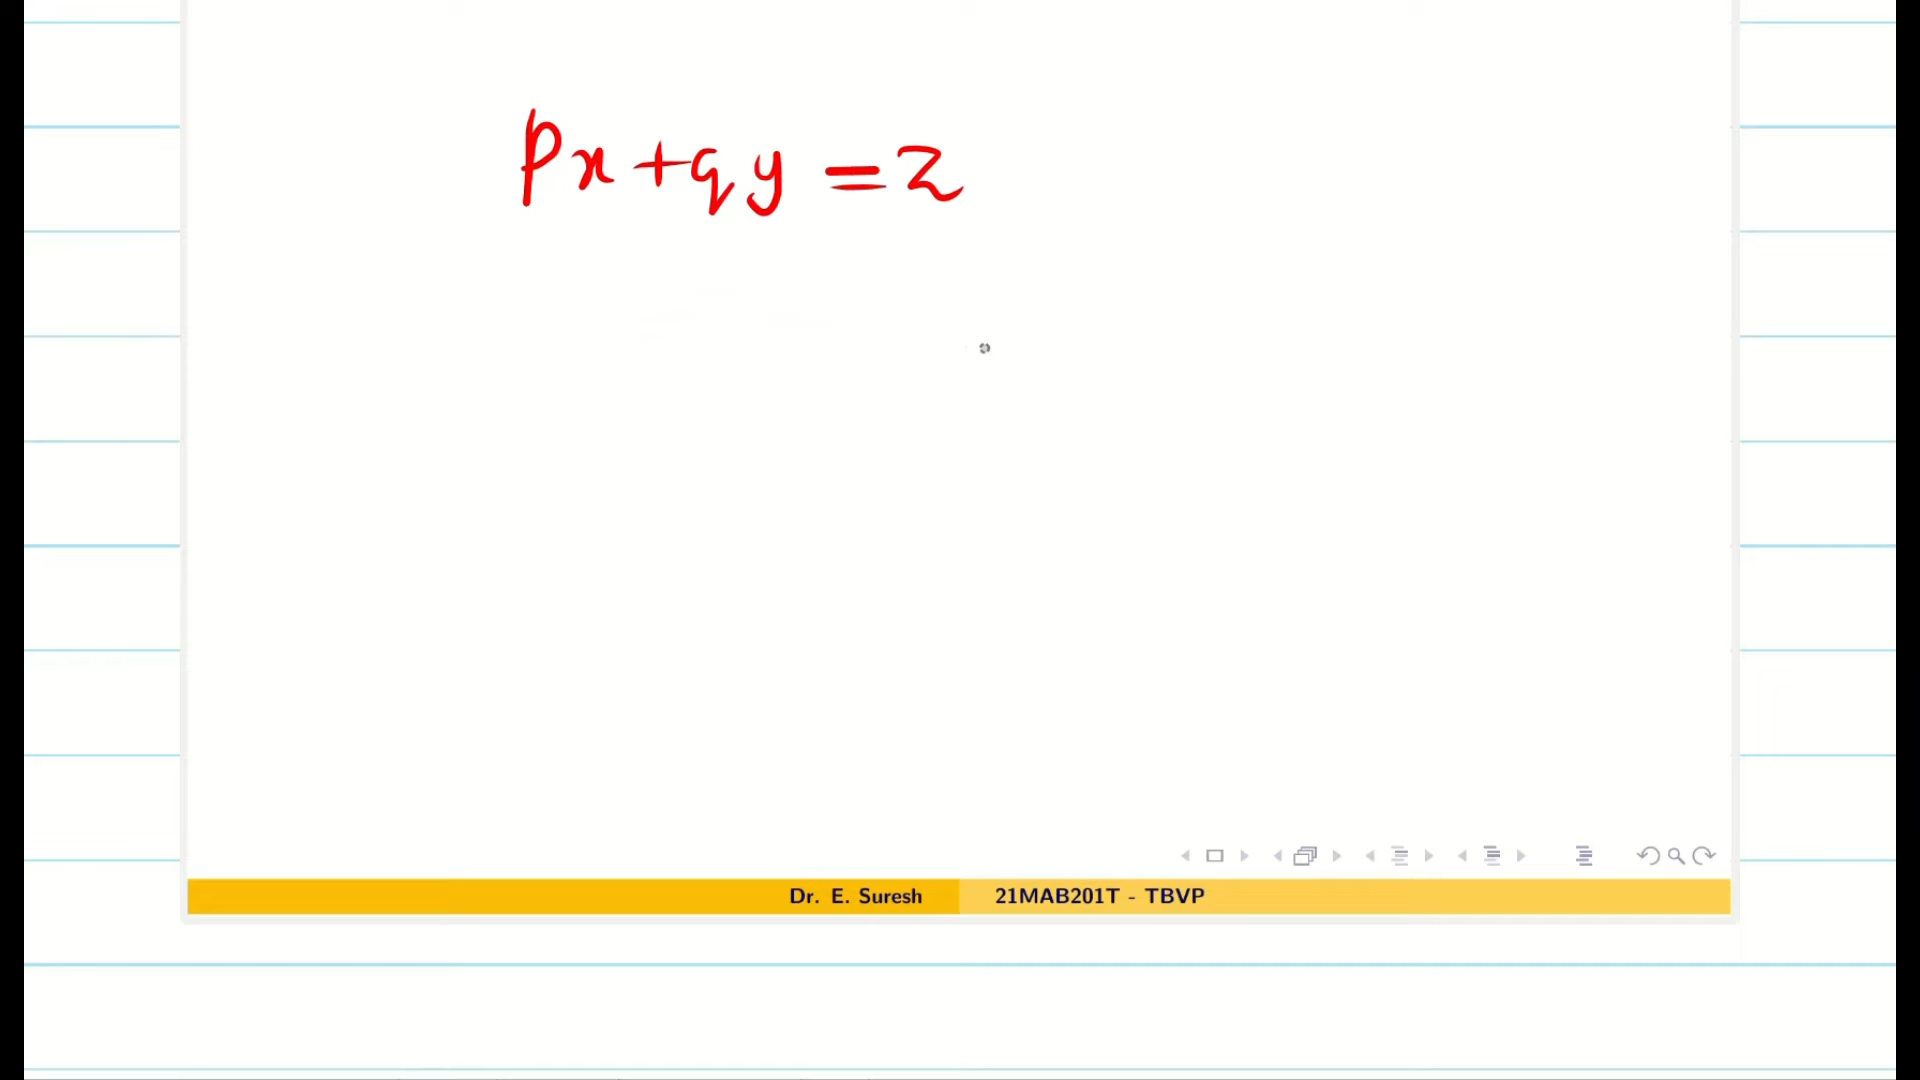 px + qy = z
Dr. E. Suresh 21MAB201T - TBVP